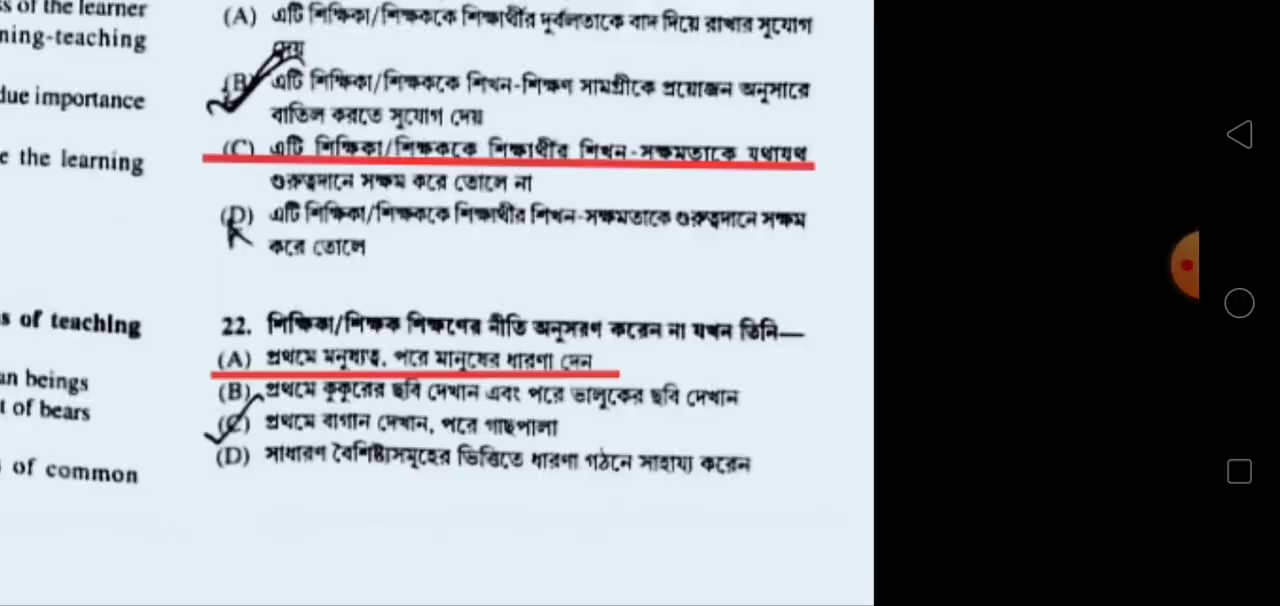 s of the learner
ning-teaching
due importance
e the learning
(A) এটি শিক্ষিকা/শিক্ষককে শিক্ষার্থীর দুর্বলতাকে বাদ দিয়ে রাখার সুযোগ
দেয়
(B) এটি শিক্ষিকা/শিক্ষককে শিখন-শিক্ষণ সামগ্রীকে প্রয়োজন অনুসারে
বাতিল করতে সুযোগ দেয়
(C) এটি শিক্ষিকা/শিক্ষককে শিক্ষার্থীর শিখন-সক্ষমতাকে যথাযথ
গুরুত্বদানে সক্ষম করে তোলে না
(D) এটি শিক্ষিকা/শিক্ষককে শিক্ষার্থীর শিখন-সক্ষমতাকে গুরুত্বদানে সক্ষম
করে তোলে
s of teaching
an beings
t of bears
of common
22. শিক্ষিকা/শিক্ষক শিক্ষণের নীতি অনুসরণ করেন না যখন তিনি—
(A) প্রথমে মনুষ্যত্ব, পরে মানুষের ধারণা দেন
(B) প্রথমে কুকুরের ছবি দেখান এবং পরে ভালুকের ছবি দেখান
(C) প্রথমে বাগান দেখান, পরে গাছপালা
(D) সাধারণ বৈশিষ্ট্যসমূহের ভিত্তিতে ধারণা গঠনে সাহায্য করেন